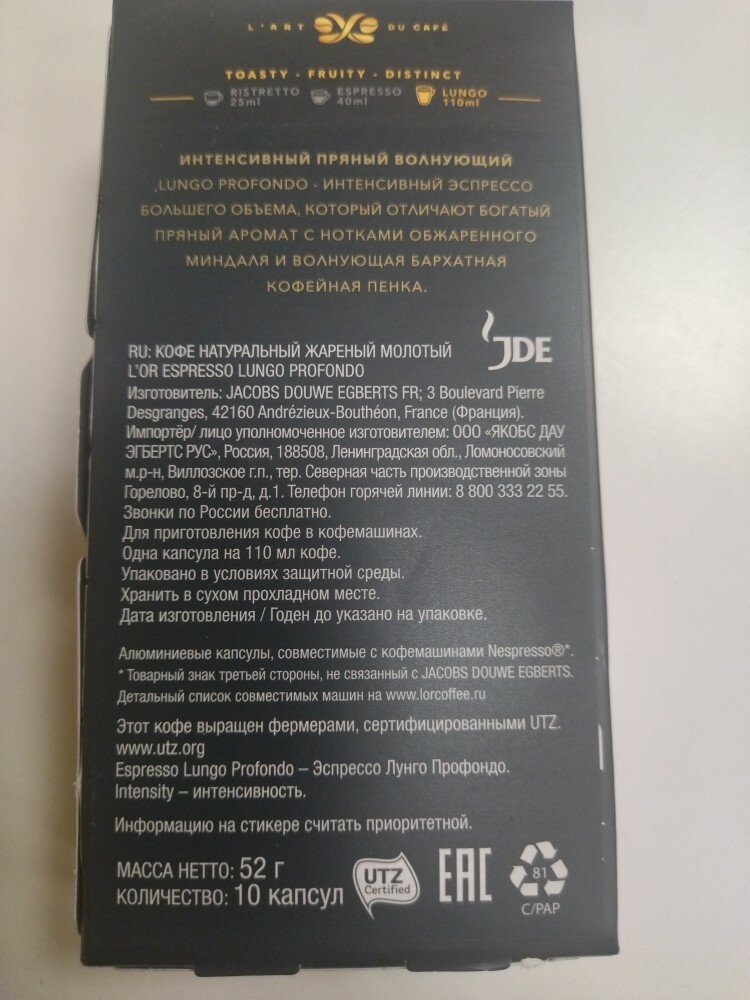 L'ART DU CAFÉ
TOASTY - FRUITY - DISTINCT
RISTRETTO 25ml ESPRESSO 40ml LUNGO 110ml
ИНТЕНСИВНЫЙ ПРЯНЫЙ ВОЛНУЮЩИЙ
LUNGO PROFONDO - ИНТЕНСИВНЫЙ ЭСПРЕССО
БОЛЬШЕГО ОБЪЕМА, КОТОРЫЙ ОТЛИЧАЮТ БОГАТЫЙ
ПРЯНЫЙ АРОМАТ С НОТКАМИ ОБЖАРЕННОГО
МИНДАЛЯ И ВОЛНУЮЩАЯ БАРХАТНАЯ
КОФЕЙНАЯ ПЕНКА.
JDE
RU: КОФЕ НАТУРАЛЬНЫЙ ЖАРЕНЫЙ МОЛОТЫЙ
L'OR ESPRESSO LUNGO PROFONDO
Изготовитель: JACOBS DOUWE EGBERTS FR; 3 Boulevard Pierre
Desgranges, 42160 Andrézieux-Bouthéon, France (Франция).
Импортёр/ лицо уполномоченное изготовителем: ООО «ЯКОБС ДАУ
ЭГБЕРТС РУС», Россия, 188508, Ленинградская обл., Ломоносовский
м.р-н, Виллозское г.п., тер. Северная часть производственной зоны
Горелово, 8-й пр-д, д.1. Телефон горячей линии: 8 800 333 22 55.
Звонки по России бесплатно.
Для приготовления кофе в кофемашинах.
Одна капсула на 110 мл кофе.
Упаковано в условиях защитной среды.
Хранить в сухом прохладном месте.
Дата изготовления / Годен до указано на упаковке.
Алюминиевые капсулы, совместимые с кофемашинами Nespresso®*.
* Товарный знак третьей стороны, не связанный с JACOBS DOUWE EGBERTS.
Детальный список совместимых машин на www.lorcoffee.ru
Этот кофе выращен фермерами, сертифицированными UTZ.
www.utz.org
Espresso Lungo Profondo – Эспрессо Лунго Профондо.
Intensity – интенсивность.
Информацию на стикере считать приоритетной.
МАССА НЕТТО: 52 г
КОЛИЧЕСТВО: 10 капсул
UTZ
Certified
EAC
81
C/PAP